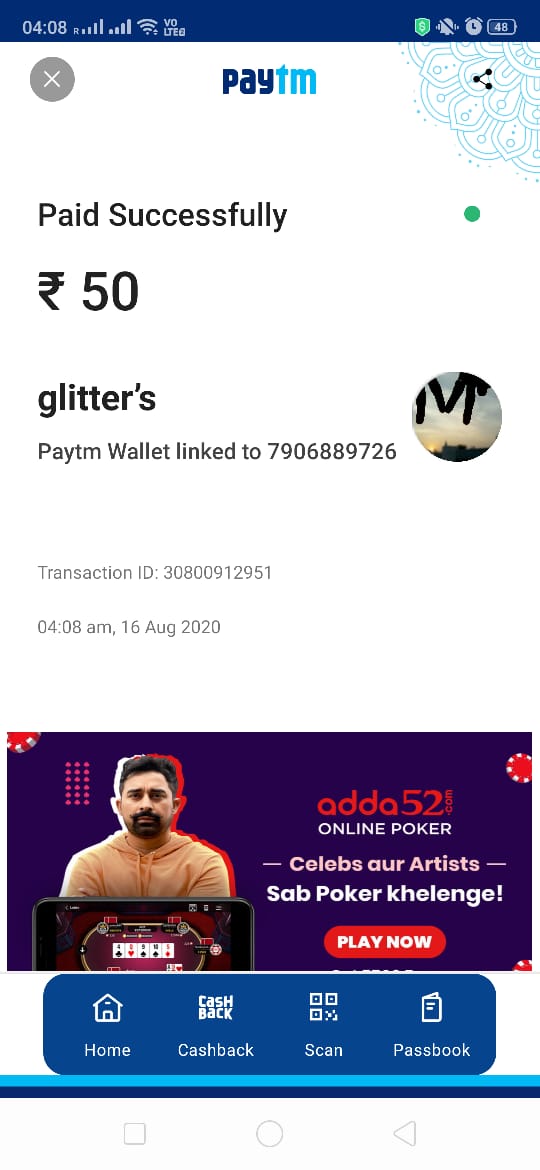 04:08 R VO LTE 48
paytm
Paid Successfully
₹ 50
glitter's
Paytm Wallet linked to 7906889726
Transaction ID: 30800912951
04:08 am, 16 Aug 2020
adda52.com
ONLINE POKER
— Celebs aur Artists —
Sab Poker khelenge!
PLAY NOW
CASH BACK
Home Cashback Scan Passbook